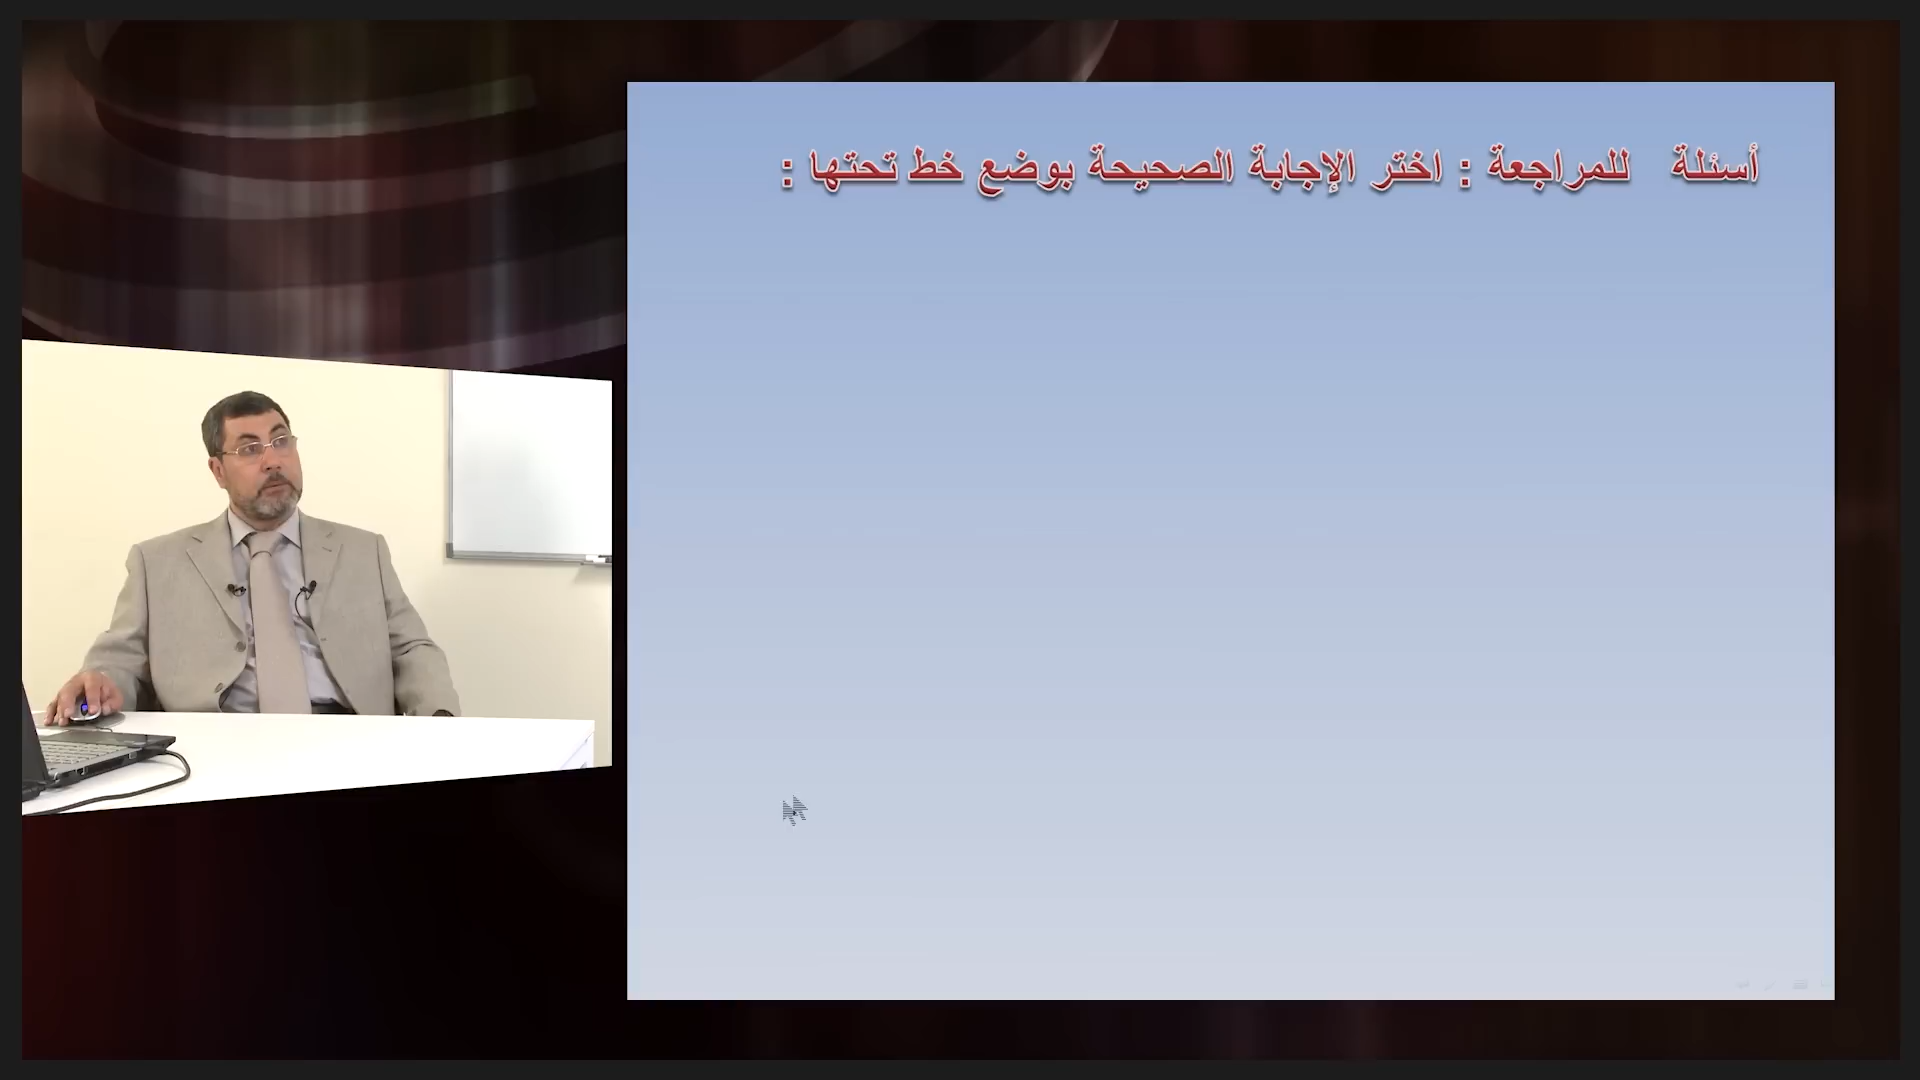 أسئلة للمراجعة : اختر الإجابة الصحيحة بوضع خط تحتها :